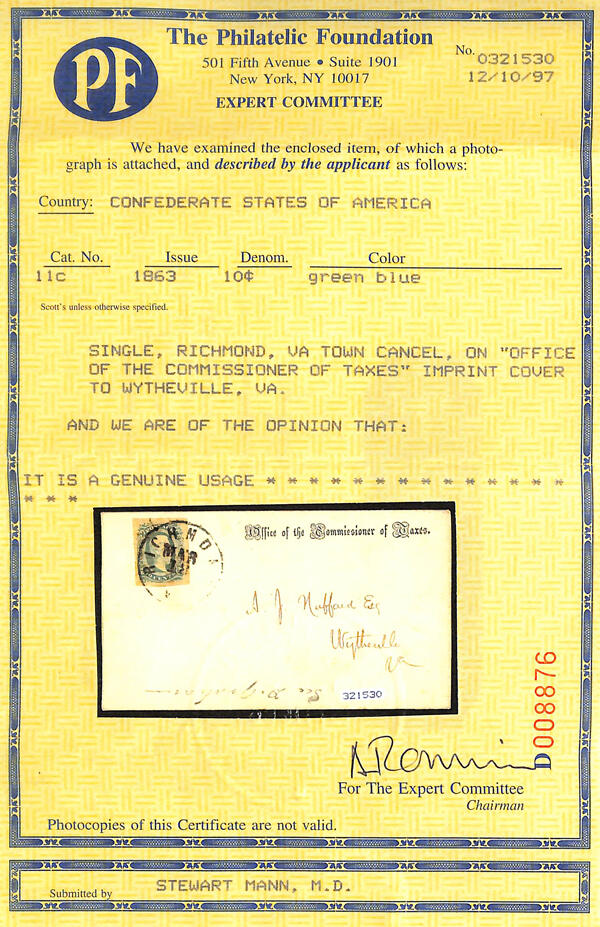 PF
The Philatelic Foundation
501 Fifth Avenue • Suite 1901
New York, NY 10017
EXPERT COMMITTEE
No. 0321530
12/10/97
We have examined the enclosed item, of which a photo-
graph is attached, and described by the applicant as follows:
Country: CONFEDERATE STATES OF AMERICA
Cat. No. Issue Denom. Color
11c 1863 10¢ green blue
Scott's unless otherwise specified.
SINGLE, RICHMOND, VA TOWN CANCEL, ON "OFFICE
OF THE COMMISSIONER OF TAXES" IMPRINT COVER
TO WYTHEVILLE, VA.
AND WE ARE OF THE OPINION THAT:
IT IS A GENUINE USAGE * * * * * * * * * * * * * *
* * *
Office of the Commissioner of Taxes.
MAR
Wytheville
Va
321530
D008876
For The Expert Committee
Chairman
Photocopies of this Certificate are not valid.
Submitted by STEWART MANN, M.D.